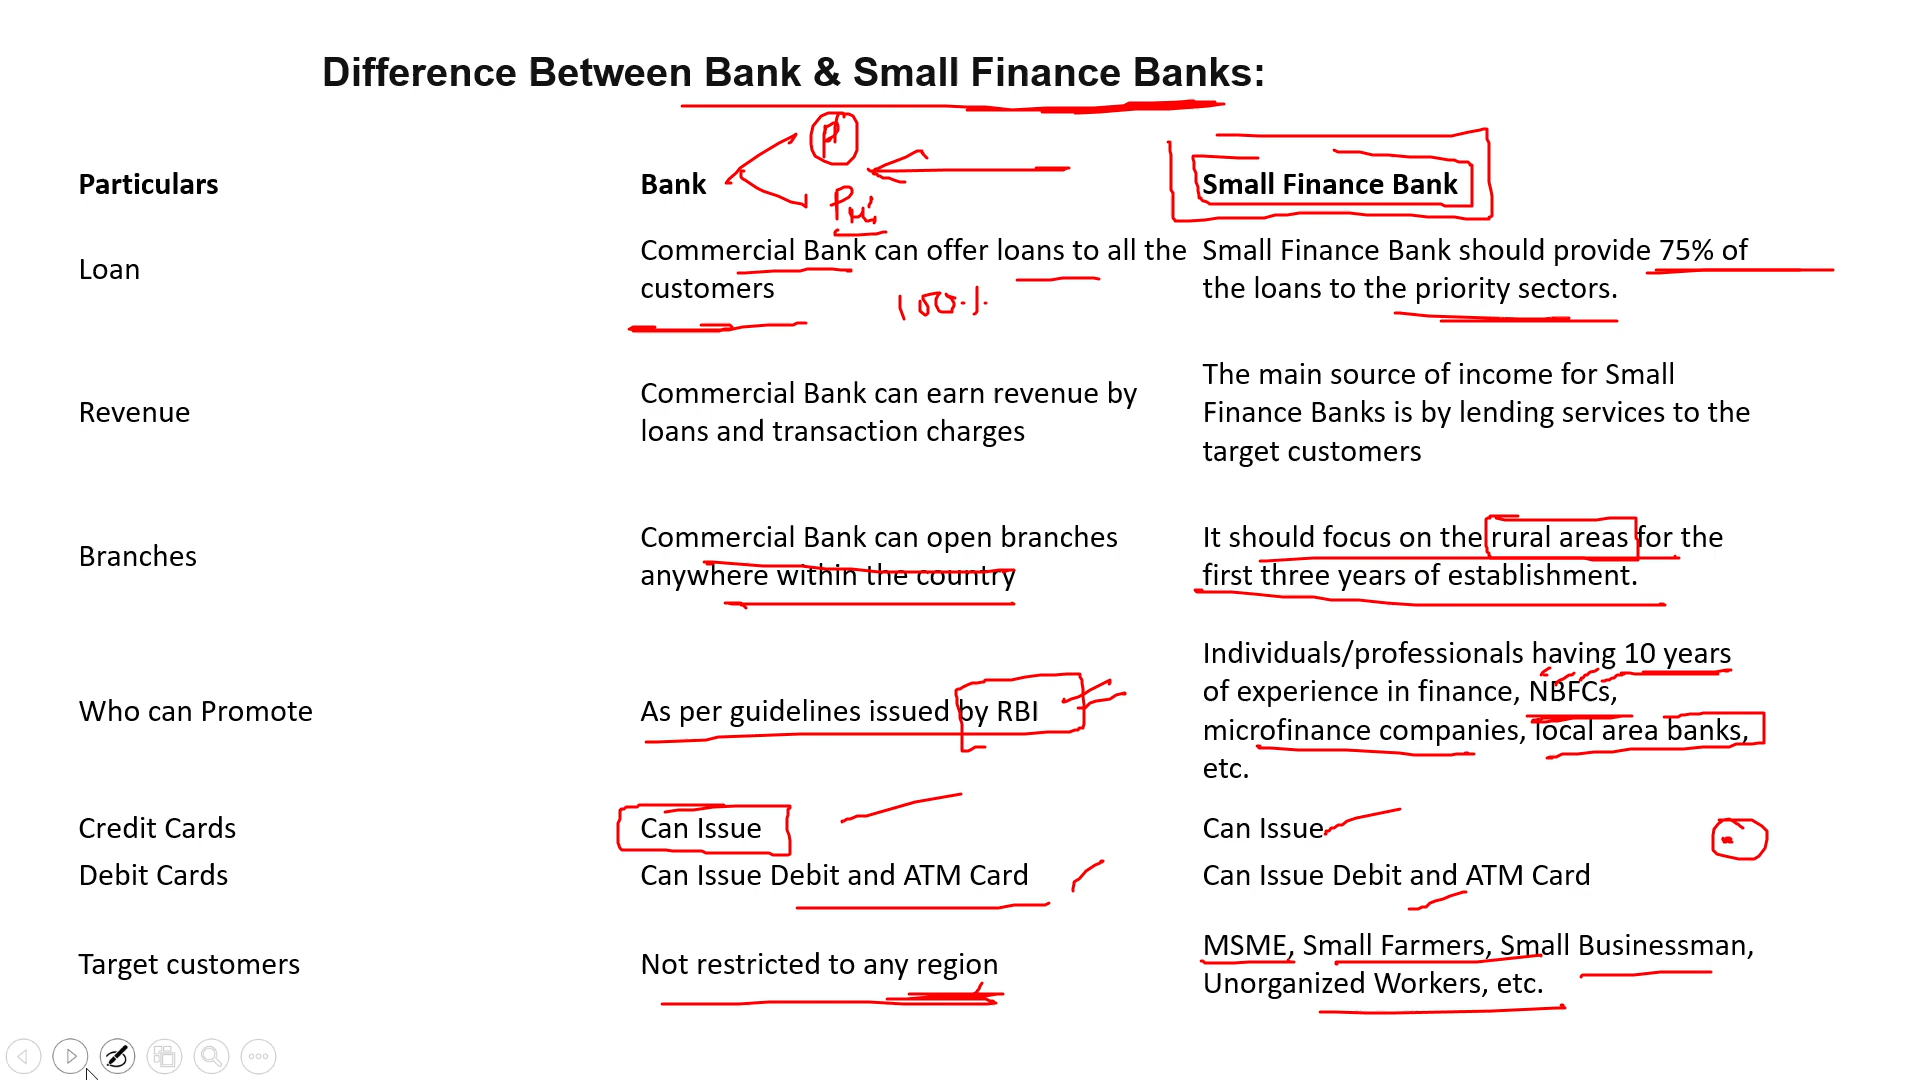 Difference Between Bank & Small Finance Banks:
Particulars
Bank
Small Finance Bank
Pri
Loan
Commercial Bank can offer loans to all the
customers
100%
Small Finance Bank should provide 75% of
the loans to the priority sectors.
Revenue
Commercial Bank can earn revenue by
loans and transaction charges
The main source of income for Small
Finance Banks is by lending services to the
target customers
Branches
Commercial Bank can open branches
anywhere within the country
It should focus on the rural areas for the
first three years of establishment.
Who can Promote
As per guidelines issued by RBI
Individuals/professionals having 10 years
of experience in finance, NBFCs,
microfinance companies, local area banks,
etc.
Credit Cards
Can Issue
Can Issue
Debit Cards
Can Issue Debit and ATM Card
Can Issue Debit and ATM Card
Target customers
Not restricted to any region
MSME, Small Farmers, Small Businessman,
Unorganized Workers, etc.